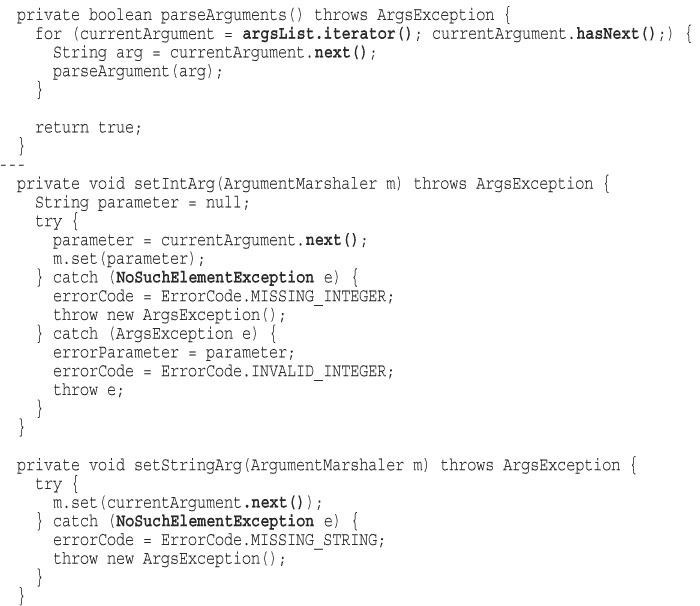 private boolean parseArguments() throws ArgsException {
  for (currentArgument = argsList.iterator(); currentArgument.hasNext();) {
    String arg = currentArgument.next();
    parseArgument(arg);
  }

  return true;
}
---
private void setIntArg(ArgumentMarshaler m) throws ArgsException {
  String parameter = null;
  try {
    parameter = currentArgument.next();
    m.set(parameter);
  } catch (NoSuchElementException e) {
    errorCode = ErrorCode.MISSING_INTEGER;
    throw new ArgsException();
  } catch (ArgsException e) {
    errorParameter = parameter;
    errorCode = ErrorCode.INVALID_INTEGER;
    throw e;
  }
}

private void setStringArg(ArgumentMarshaler m) throws ArgsException {
  try {
    m.set(currentArgument.next());
  } catch (NoSuchElementException e) {
    errorCode = ErrorCode.MISSING_STRING;
    throw new ArgsException();
  }
}